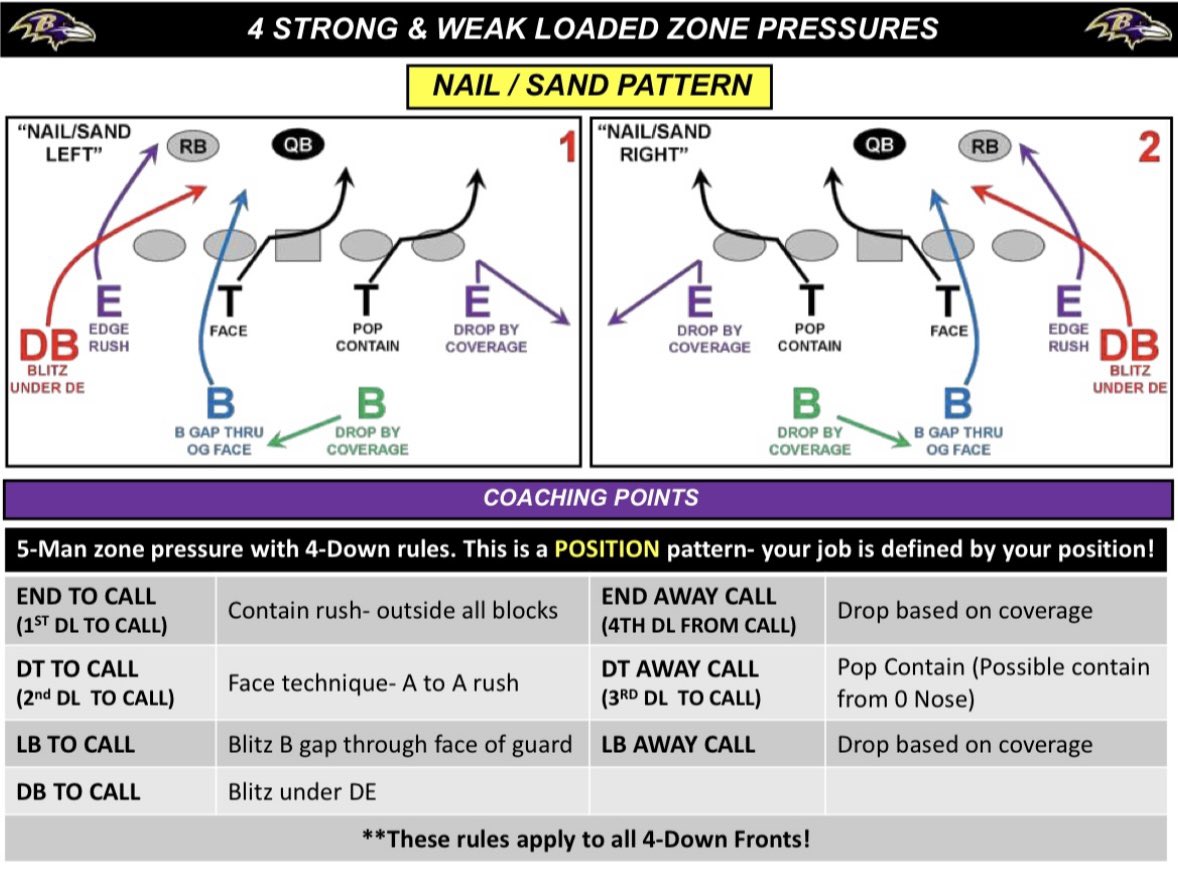 4 STRONG & WEAK LOADED ZONE PRESSURES
NAIL / SAND PATTERN
“NAIL/SAND
LEFT”
RB
QB
1
E
EDGE
RUSH
DB
BLITZ
UNDER DE
T
FACE
T
POP
CONTAIN
E
DROP BY
COVERAGE
B
B GAP THRU
OG FACE
B
DROP BY
COVERAGE
“NAIL/SAND
RIGHT”
QB
RB
2
E
DROP BY
COVERAGE
T
POP
CONTAIN
T
FACE
E
EDGE
RUSH
DB
BLITZ
UNDER DE
B
DROP BY
COVERAGE
B
B GAP THRU
OG FACE
COACHING POINTS
5-Man zone pressure with 4-Down rules. This is a POSITION pattern- your job is defined by your position!
END TO CALL
(1ST DL TO CALL)
Contain rush- outside all blocks
END AWAY CALL
(4TH DL FROM CALL)
Drop based on coverage
DT TO CALL
(2nd DL TO CALL)
Face technique- A to A rush
DT AWAY CALL
(3RD DL TO CALL)
Pop Contain (Possible contain
from 0 Nose)
LB TO CALL
Blitz B gap through face of guard
LB AWAY CALL
Drop based on coverage
DB TO CALL
Blitz under DE
**These rules apply to all 4-Down Fronts!